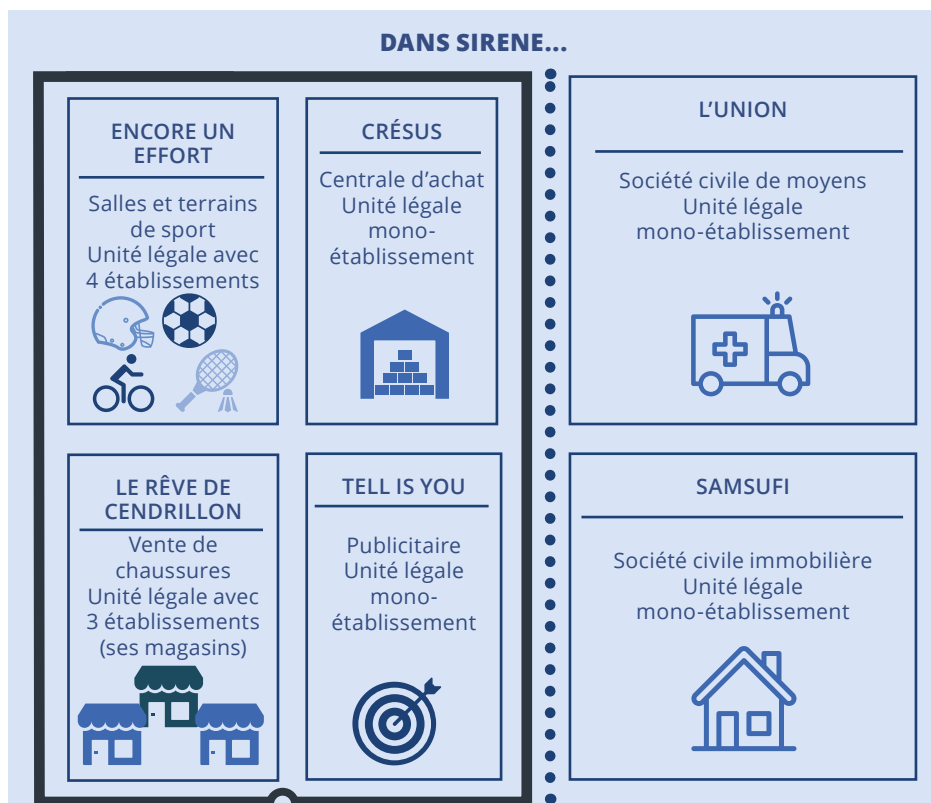 DANS SIRENE...
ENCORE UN
EFFORT
Salles et terrains
de sport
Unité légale avec
4 établissements
CRÉSUS
Centrale d'achat
Unité légale
mono-
établissement
L'UNION
Société civile de moyens
Unité légale
mono-établissement
LE RÊVE DE
CENDRILLON
Vente de
chaussures
Unité légale avec
3 établissements
(ses magasins)
TELL IS YOU
Publicitaire
Unité légale
mono-
établissement
SAMSUFI
Société civile immobilière
Unité légale
mono-établissement